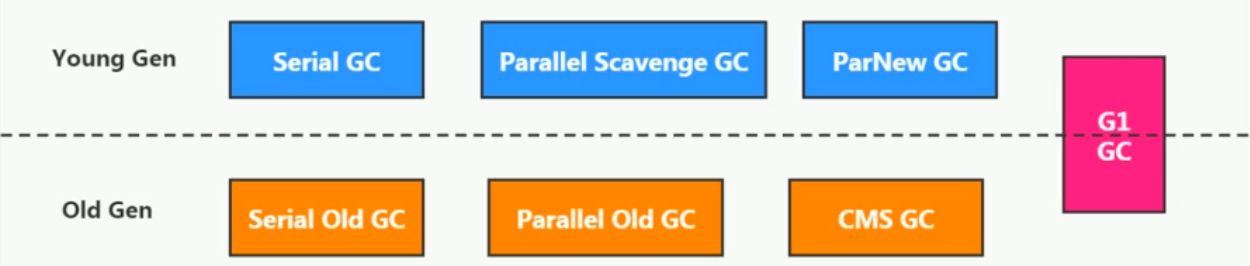 Young Gen
Serial GC
Parallel Scavenge GC
ParNew GC
G1
GC
Old Gen
Serial Old GC
Parallel Old GC
CMS GC